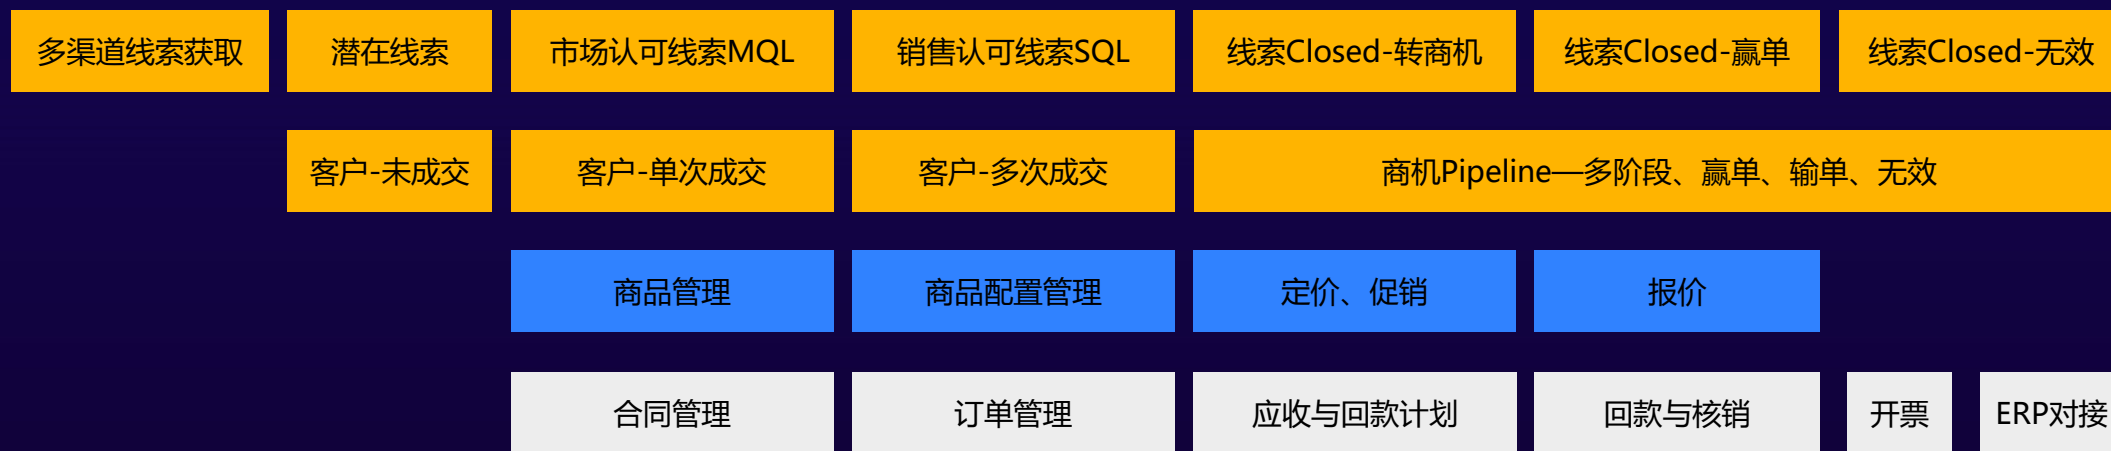 多渠道线索获取
潜在线索
市场认可线索MQL
销售认可线索SQL
线索Closed-转商机
线索Closed-赢单
线索Closed-无效
客户-未成交
客户-单次成交
客户-多次成交
商机Pipeline—多阶段、赢单、输单、无效
商品管理
商品配置管理
定价、促销
报价
合同管理
订单管理
应收与回款计划
回款与核销
开票
ERP对接